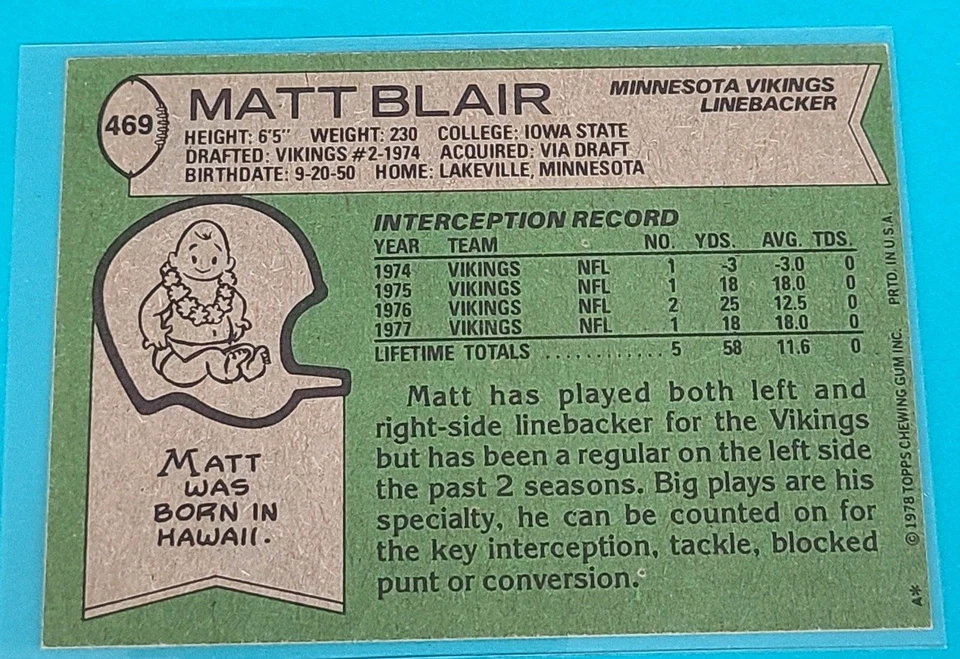 469
MATT BLAIR
MINNESOTA VIKINGS
LINEBACKER
HEIGHT: 6'5" WEIGHT: 230 COLLEGE: IOWA STATE
DRAFTED: VIKINGS #2-1974 ACQUIRED: VIA DRAFT
BIRTHDATE: 9-20-50 HOME: LAKEVILLE, MINNESOTA
INTERCEPTION RECORD
YEAR TEAM NO. YDS. AVG. TDS.
1974 VIKINGS NFL 1 -3 -3.0 0
1975 VIKINGS NFL 1 18 18.0 0
1976 VIKINGS NFL 2 25 12.5 0
1977 VIKINGS NFL 1 18 18.0 0
LIFETIME TOTALS ............ 5 58 11.6 0
Matt has played both left and
right-side linebacker for the Vikings
but has been a regular on the left side
the past 2 seasons. Big plays are his
specialty, he can be counted on for
the key interception, tackle, blocked
punt or conversion.
MATT
WAS
BORN IN
HAWAII.
A* ©1978 TOPPS CHEWING GUM INC. PRTD. IN U.S.A.